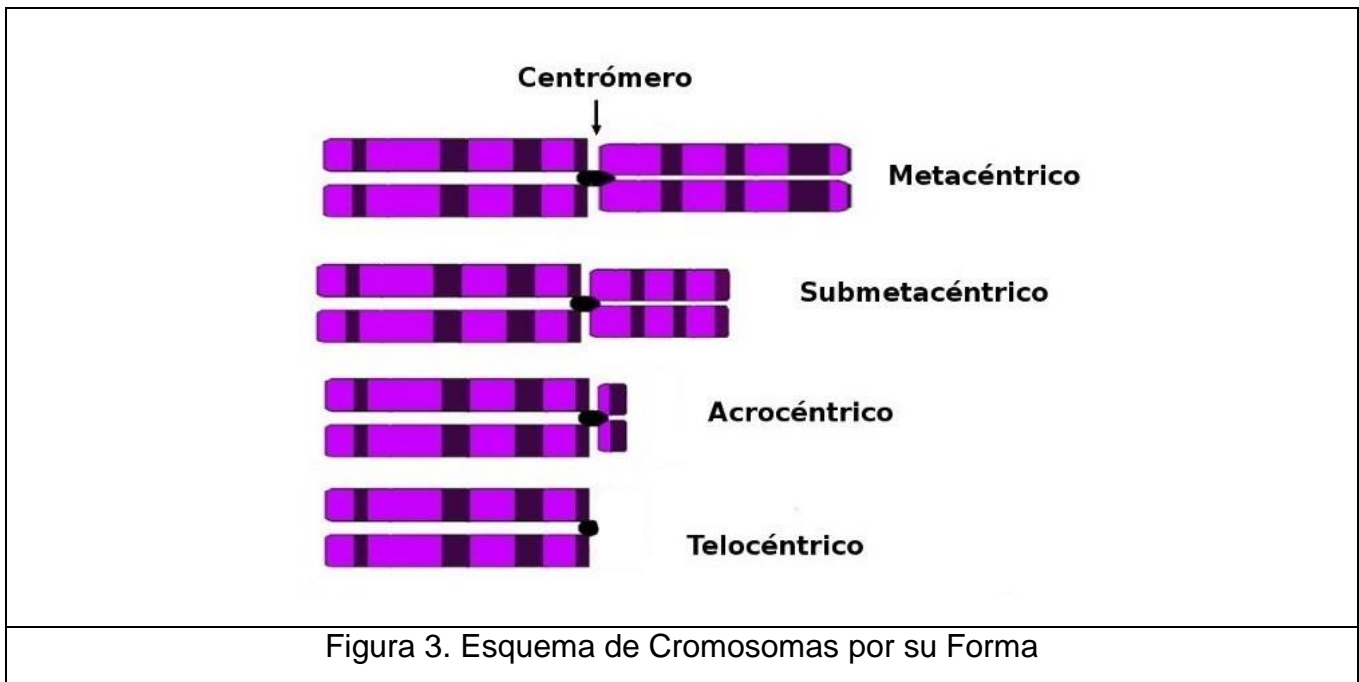 Centrómero
Metacéntrico
Submetacéntrico
Acrocéntrico
Telocéntrico
Figura 3. Esquema de Cromosomas por su Forma